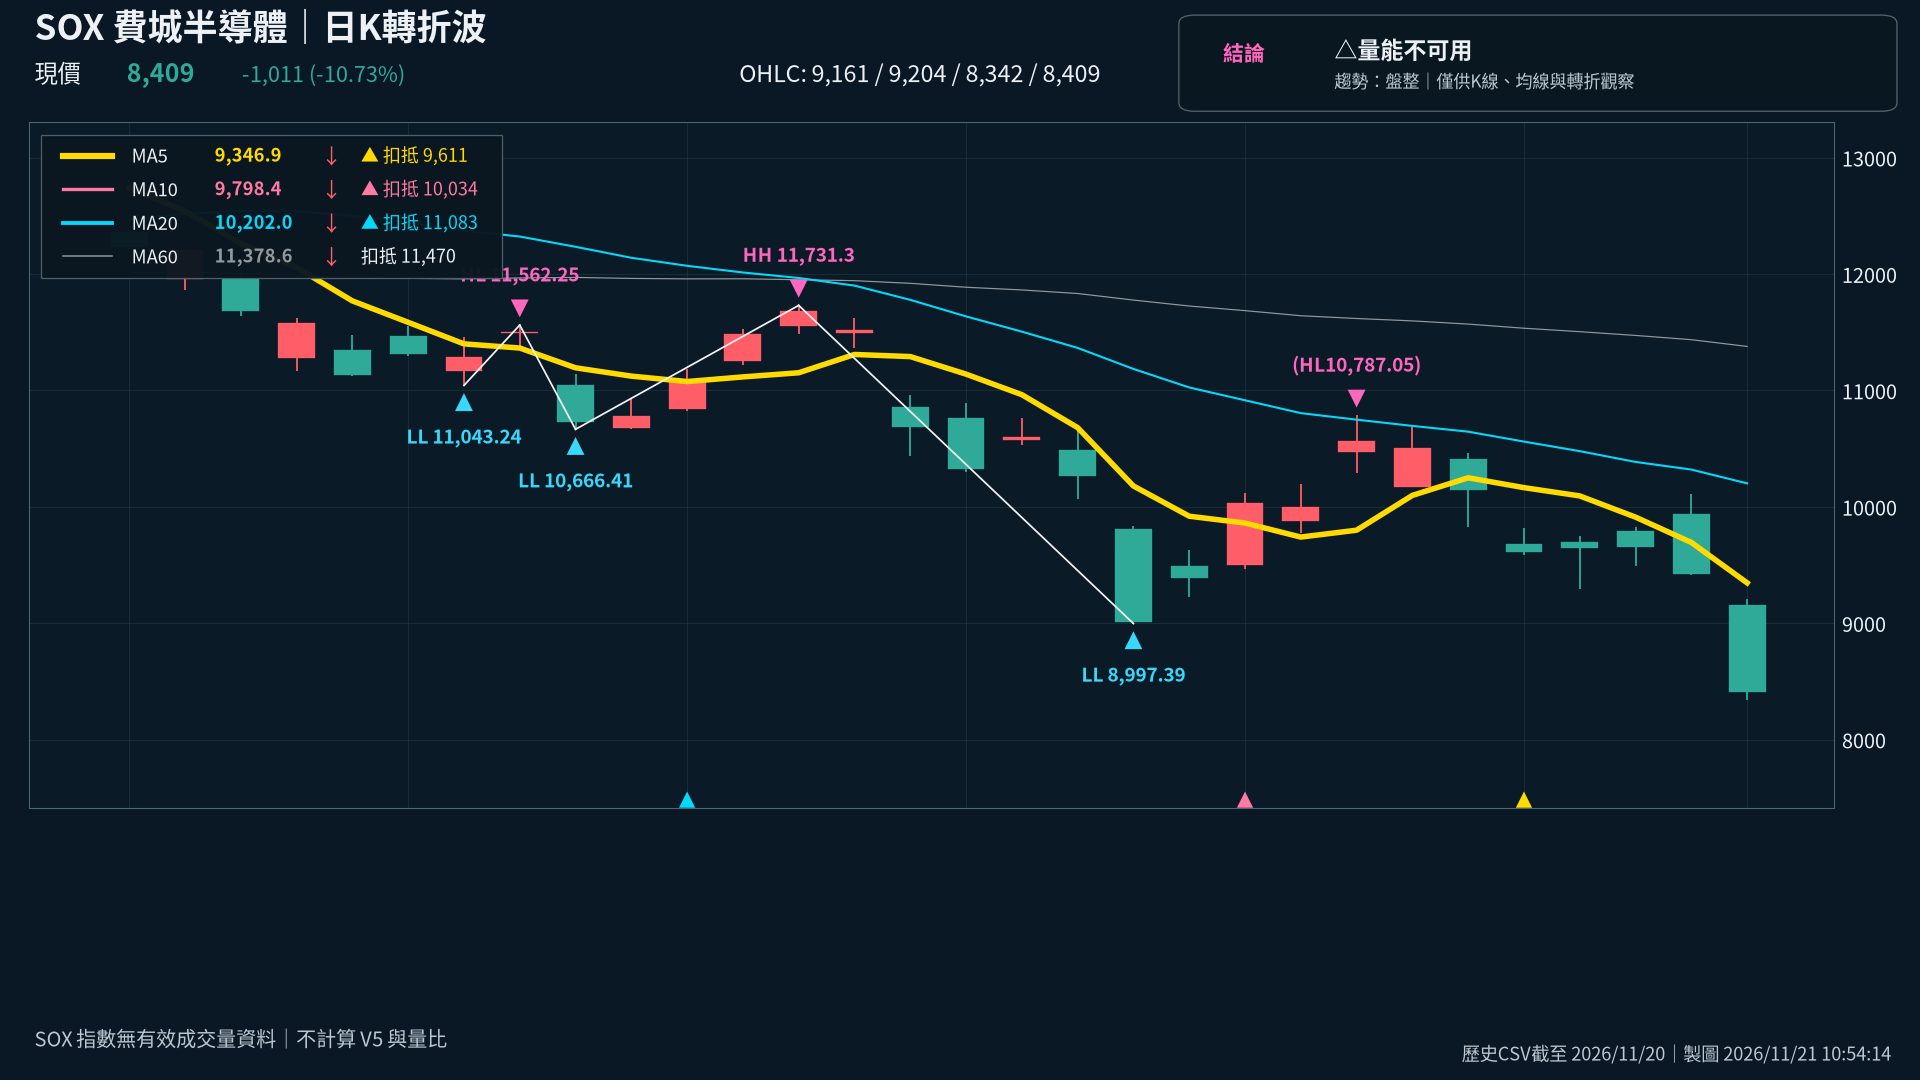 SOX 費城半導體｜日K轉折波
現價 8,409 -1,011 (-10.73%)
OHLC: 9,161 / 9,204 / 8,342 / 8,409
結論 △量能不可用
趨勢：盤整｜僅供K線、均線與轉折觀察
MA5 9,346.9 ↓ ▲扣抵 9,611
MA10 9,798.4 ↓ ▲扣抵 10,034
MA20 10,202.0 ↓ ▲扣抵 11,083
MA60 11,378.6 ↓ 扣抵 11,470
13000
12000
11000
10000
9000
8000
11,562.25
HH 11,731.3
(HL10,787.05)
LL 11,043.24
LL 10,666.41
LL 8,997.39
SOX 指數無有效成交量資料｜不計算 V5 與量比
歷史CSV截至 2026/11/20｜製圖 2026/11/21 10:54:14